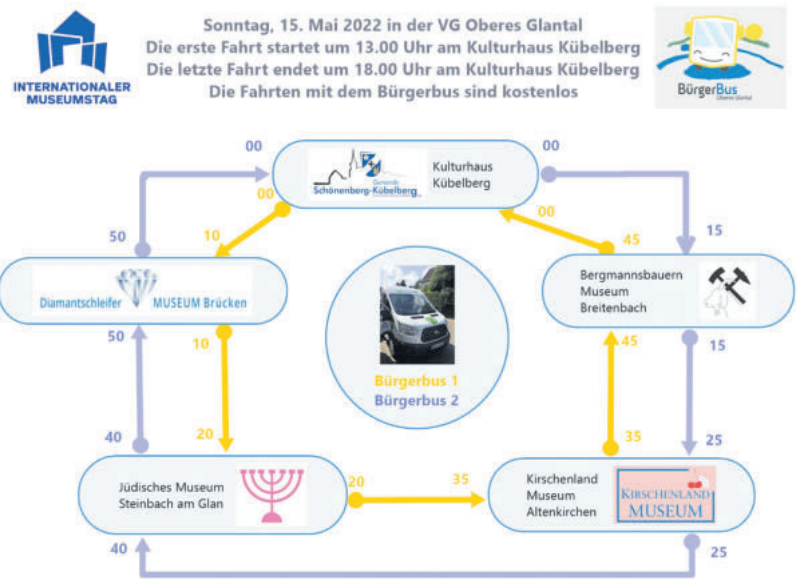 INTERNATIONALER
MUSEUMSTAG
Sonntag, 15. Mai 2022 in der VG Oberes Glantal
Die erste Fahrt startet um 13.00 Uhr am Kulturhaus Kübelberg
Die letzte Fahrt endet um 18.00 Uhr am Kulturhaus Kübelberg
Die Fahrten mit dem Bürgerbus sind kostenlos
BürgerBus
Oberes Glantal
00
00
Gemeinde
Schönenberg-Kübelberg
Kulturhaus
Kübelberg
00
00
50
10
45
15
Diamantschleifer
MUSEUM Brücken
Bergmannsbauern
Museum
Breitenbach
50
10
45
15
Bürgerbus 1
Bürgerbus 2
40
20
35
25
Jüdisches Museum
Steinbach am Glan
20
35
Kirschenland
Museum
Altenkirchen
KIRSCHENLAND
MUSEUM
40
25